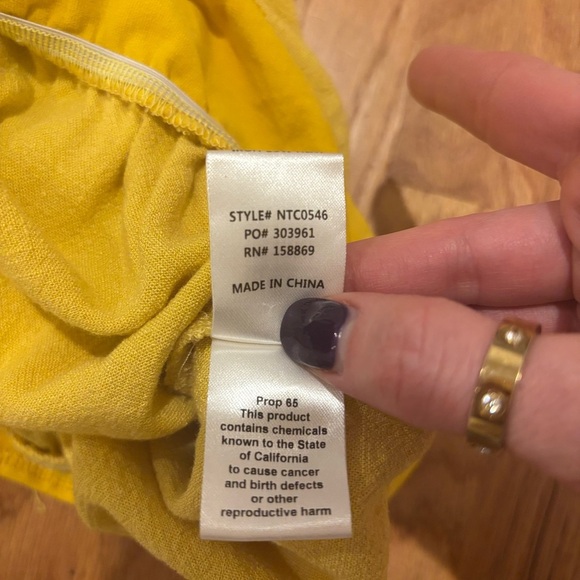 STYLE# NTC0546
PO# 303961
RN# 158869
MADE IN CHINA
Prop 65
This product
contains chemicals
known to the State
of California
to cause cancer
and birth defects
or other
reproductive harm